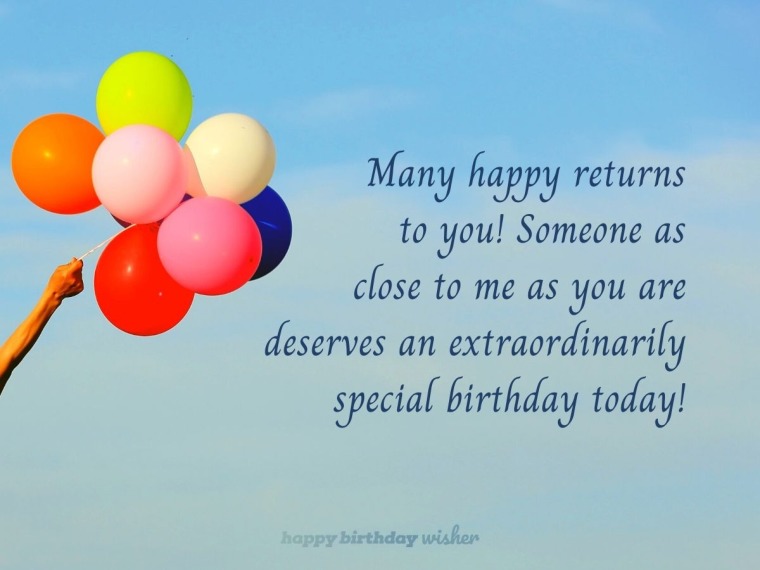 Many happy returns
to you! Someone as
close to me as you are
deserves an extraordinarily
special birthday today!
happy birthday wisher